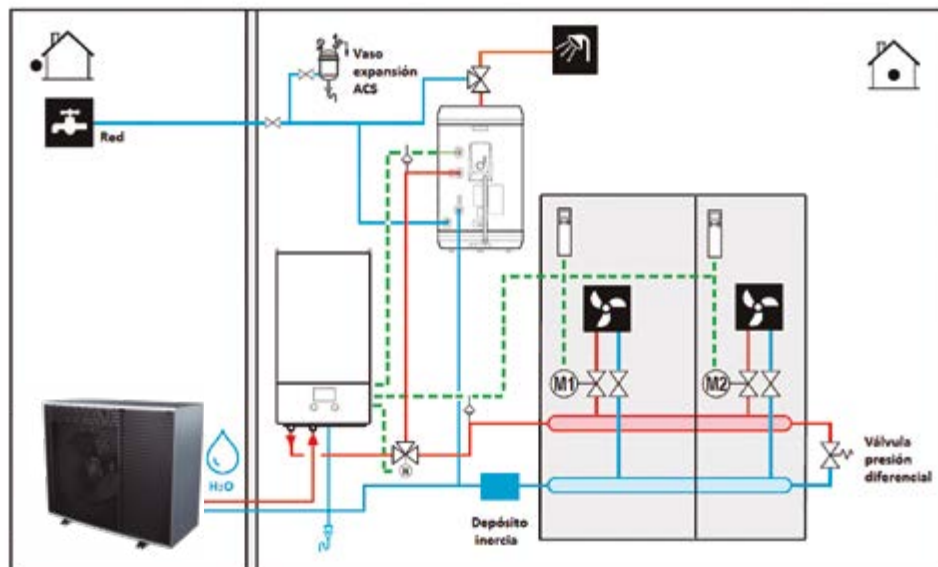 Vaso
expansión
ACS
Red
M1
M2
H₂O
Válvula
presión
diferencial
Depósito
inercia